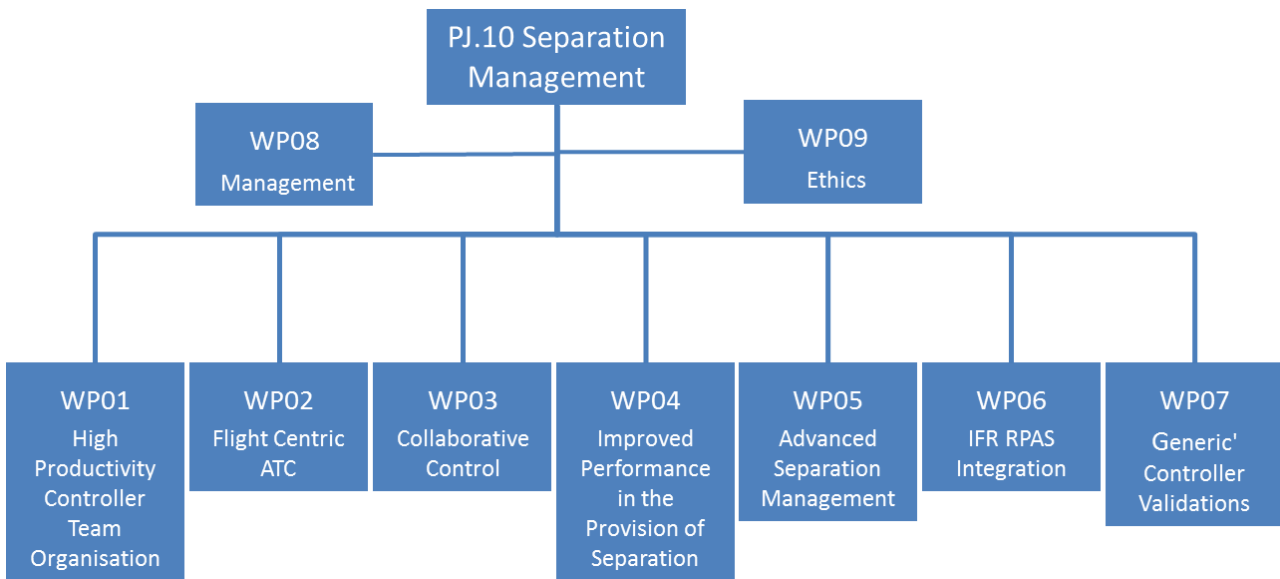 PJ.10 Separation
Management
WP08
Management
WP09
Ethics
WP01
High
Productivity
Controller
Team
Organisation
WP02
Flight Centric
ATC
WP03
Collaborative
Control
WP04
Improved
Performance
in the
Provision of
Separation
WP05
Advanced
Separation
Management
WP06
IFR RPAS
Integration
WP07
Generic'
Controller
Validations